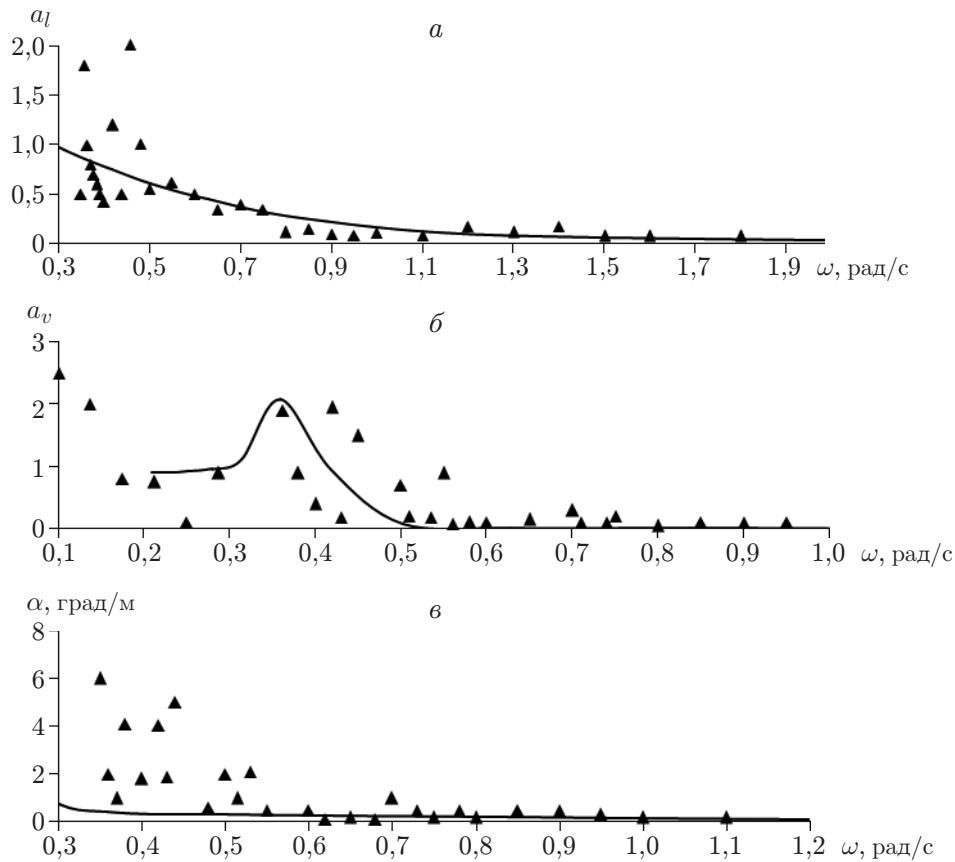 a_l
а
2,0
1,5
1,0
0,5
0
0,3 0,5 0,7 0,9 1,1 1,3 1,5 1,7 1,9 ω, рад/с
a_v
б
3
2
1
0
0,1 0,2 0,3 0,4 0,5 0,6 0,7 0,8 0,9 1,0 ω, рад/с
α, град/м
в
8
6
4
2
0
0,3 0,4 0,5 0,6 0,7 0,8 0,9 1,0 1,1 1,2
ω, рад/с